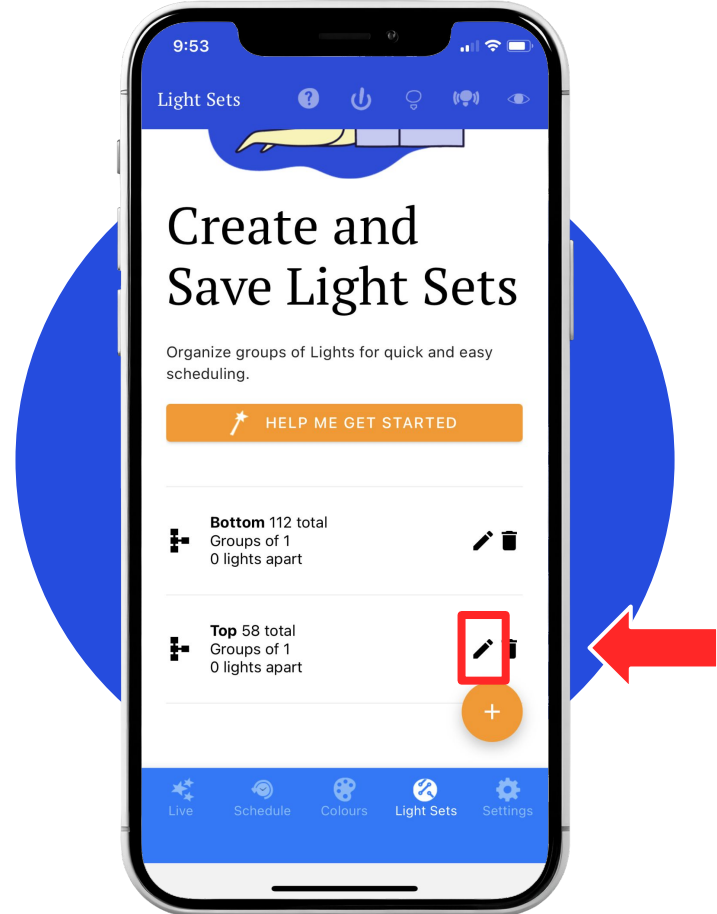 9:53
Light Sets
Create and
Save Light Sets
Organize groups of Lights for quick and easy
scheduling.
HELP ME GET STARTED
Bottom 112 total
Groups of 1
0 lights apart
Top 58 total
Groups of 1
0 lights apart
Live Schedule Colours Light Sets Settings